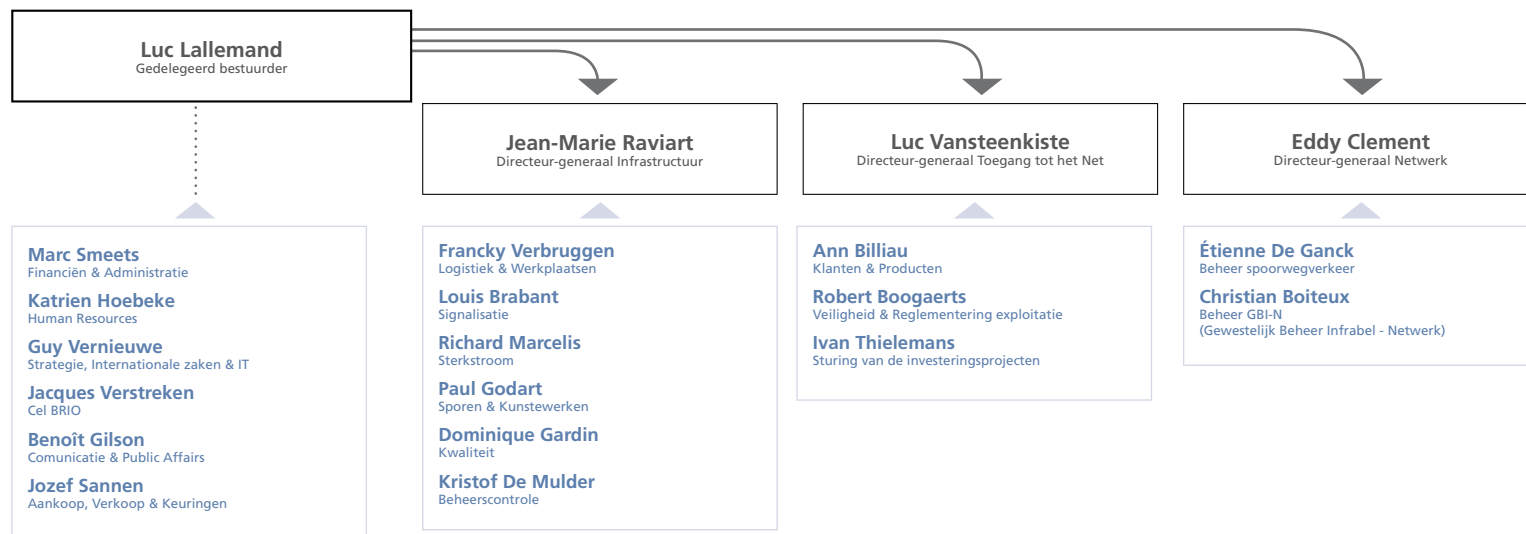 Luc Lallemand
Gedelegeerd bestuurder
Jean-Marie Raviart
Directeur-generaal Infrastructuur
Luc Vansteenkiste
Directeur-generaal Toegang tot het Net
Eddy Clement
Directeur-generaal Netwerk
Marc Smeets
Financiën & Administratie
Katrien Hoebeke
Human Resources
Guy Vernieuwe
Strategie, Internationale zaken & IT
Jacques Verstreken
Cel BRIO
Benoît Gilson
Comunicatie & Public Affairs
Jozef Sannen
Aankoop, Verkoop & Keuringen
Francky Verbruggen
Logistiek & Werkplaatsen
Louis Brabant
Signalisatie
Richard Marcelis
Sterkstroom
Paul Godart
Sporen & Kunstewerken
Dominique Gardin
Kwaliteit
Kristof De Mulder
Beheerscontrole
Ann Billiau
Klanten & Producten
Robert Boogaerts
Veiligheid & Reglementering exploitatie
Ivan Thielemans
Sturing van de investeringsprojecten
Étienne De Ganck
Beheer spoorwegverkeer
Christian Boiteux
Beheer GBI-N
(Gewestelijk Beheer Infrabel - Netwerk)